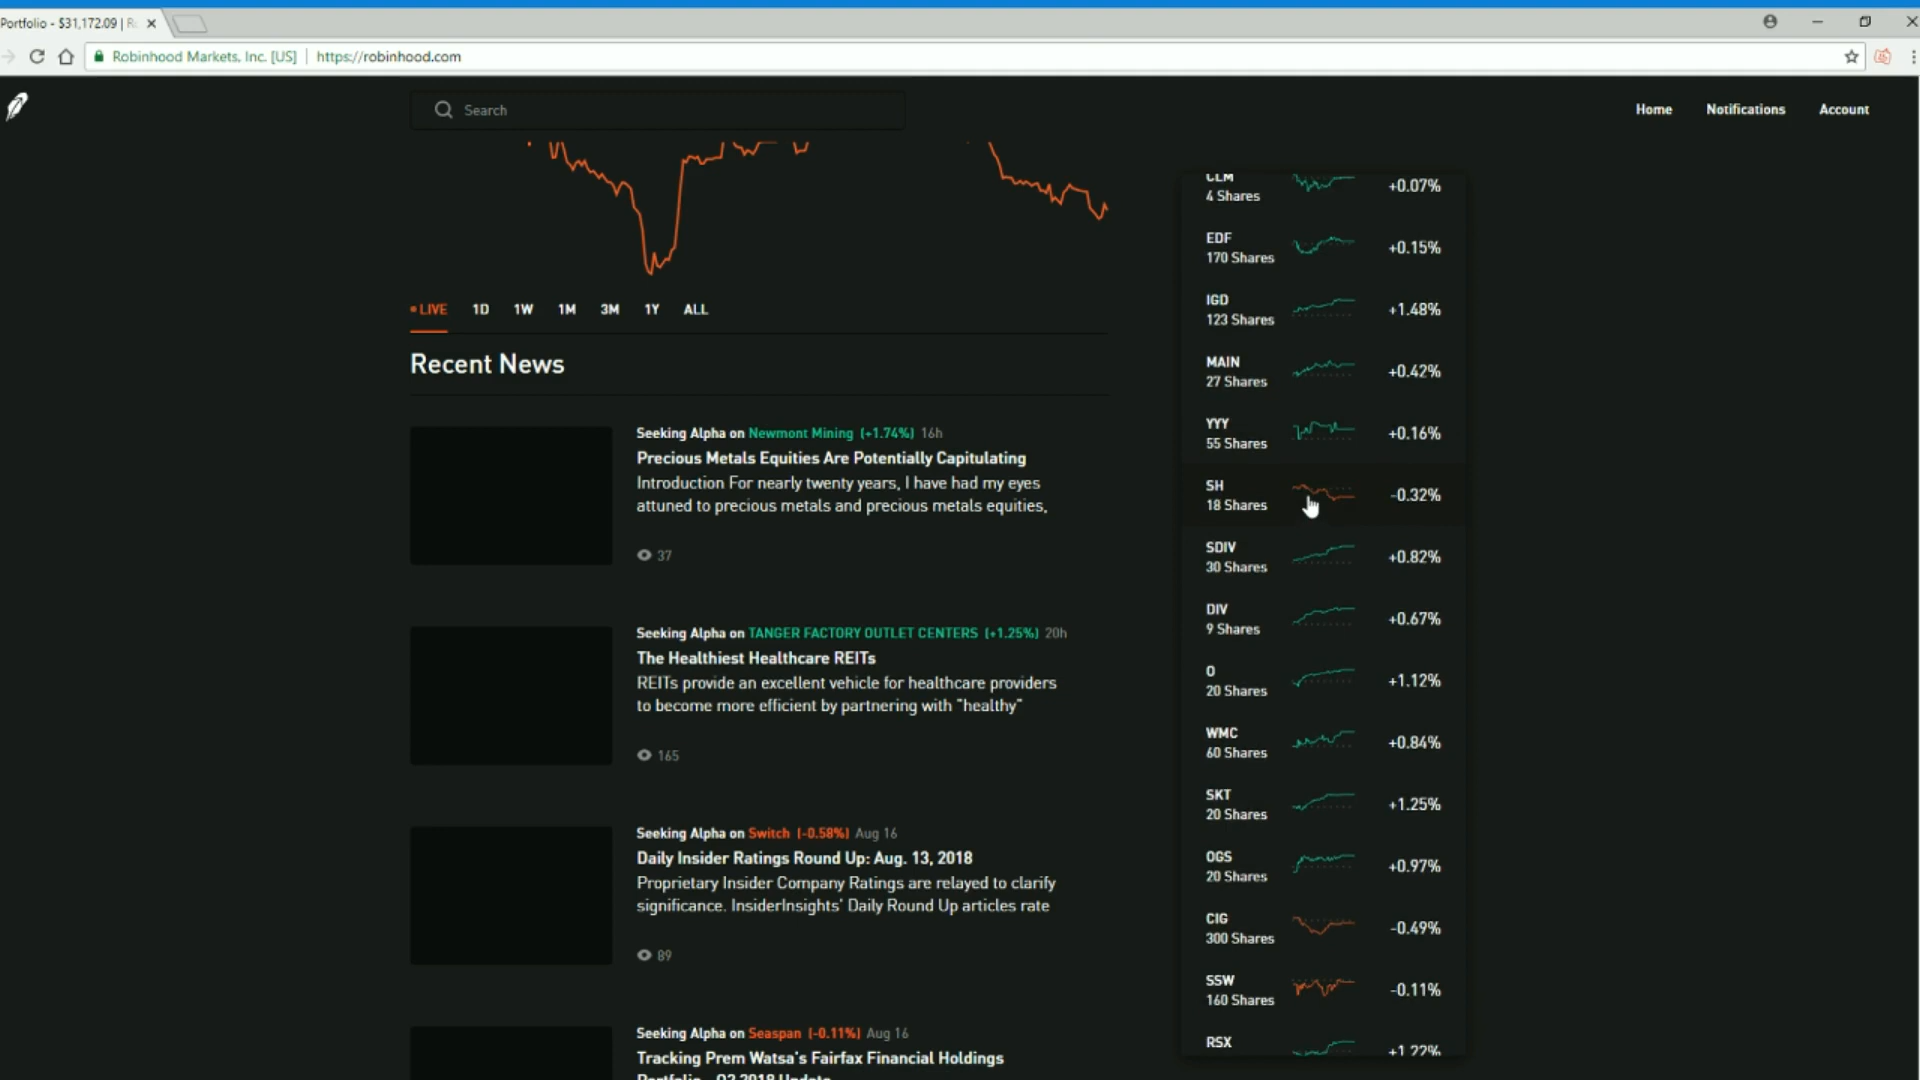 Portfolio - $31,172.09 | R
Robinhood Markets, Inc. [US]
https://robinhood.com
Search
Home
Notifications
Account
LIVE
1D
1W
1M
3M
1Y
ALL
Recent News
Seeking Alpha on Newmont Mining (+1.74%) 16h
Precious Metals Equities Are Potentially Capitulating
Introduction For nearly twenty years, I have had my eyes
attuned to precious metals and precious metals equities,
37
Seeking Alpha on TANGER FACTORY OUTLET CENTERS (+1.25%) 20h
The Healthiest Healthcare REITs
REITs provide an excellent vehicle for healthcare providers
to become more efficient by partnering with "healthy"
165
Seeking Alpha on Switch (-0.58%) Aug 16
Daily Insider Ratings Round Up: Aug. 13, 2018
Proprietary Insider Company Ratings are relayed to clarify
significance. InsiderInsights' Daily Round Up articles rate
89
Seeking Alpha on Seaspan (-0.11%) Aug 16
Tracking Prem Watsa's Fairfax Financial Holdings
Portfolio - Q2 2018 Update
CLM
4 Shares
+0.07%
EDF
170 Shares
+0.15%
IGD
123 Shares
+1.48%
MAIN
27 Shares
+0.42%
YYY
55 Shares
+0.16%
SH
18 Shares
-0.32%
SDIV
30 Shares
+0.82%
DIV
9 Shares
+0.67%
O
20 Shares
+1.12%
WMC
60 Shares
+0.84%
SKT
20 Shares
+1.25%
OGS
20 Shares
+0.97%
CIG
300 Shares
-0.49%
SSW
160 Shares
-0.11%
RSX
+1.22%